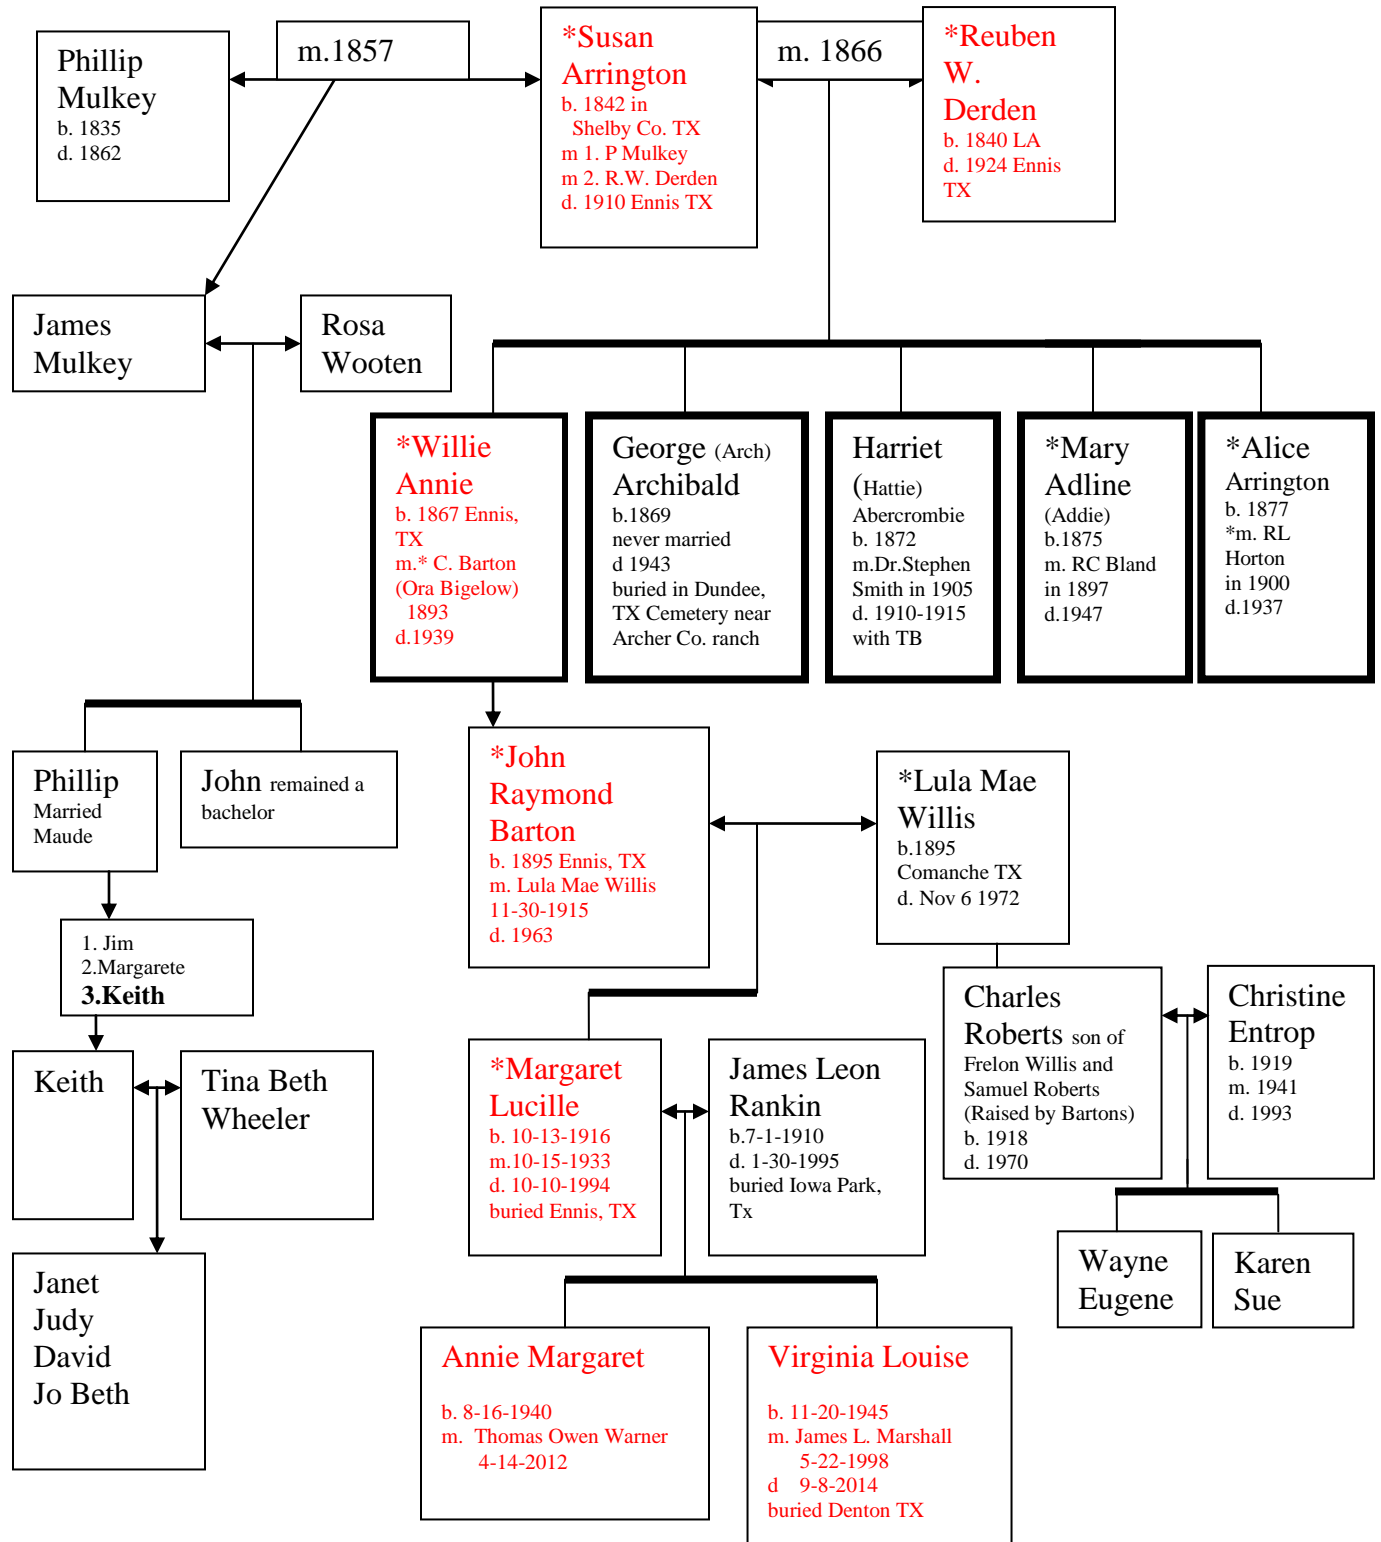 Phillip
Mulkey
b. 1835
d. 1862
m.1857
*Susan
Arrington
b. 1842 in
Shelby Co. TX
m 1. P Mulkey
m 2. R.W. Derden
d. 1910 Ennis TX
m. 1866
*Reuben
W.
Derden
b. 1840 LA
d. 1924 Ennis
TX
James
Mulkey
Rosa
Wooten
*Willie
Annie
b. 1867 Ennis,
TX
m.* C. Barton
(Ora Bigelow)
1893
d.1939
George (Arch)
Archibald
b.1869
never married
d 1943
buried in Dundee,
TX Cemetery near
Archer Co. ranch
Harriet
(Hattie)
Abercrombie
b. 1872
m.Dr.Stephen
Smith in 1905
d. 1910-1915
with TB
*Mary
Adline
(Addie)
b.1875
m. RC Bland
in 1897
d.1947
*Alice
Arrington
b. 1877
*m. RL
Horton
in 1900
d.1937
Phillip
Married
Maude
John remained a
bachelor
*John
Raymond
Barton
b. 1895 Ennis, TX
m. Lula Mae Willis
11-30-1915
d. 1963
*Lula Mae
Willis
b.1895
Comanche TX
d. Nov 6 1972
1. Jim
2.Margarete
3.Keith
Keith
Tina Beth
Wheeler
*Margaret
Lucille
b. 10-13-1916
m.10-15-1933
d. 10-10-1994
buried Ennis, TX
James Leon
Rankin
b.7-1-1910
d. 1-30-1995
buried Iowa Park,
Tx
Charles
Roberts son of
Frelon Willis and
Samuel Roberts
(Raised by Bartons)
b. 1918
d. 1970
Christine
Entrop
b. 1919
m. 1941
d. 1993
Janet
Judy
David
Jo Beth
Wayne
Eugene
Karen
Sue
Annie Margaret
b. 8-16-1940
m. Thomas Owen Warner
4-14-2012
Virginia Louise
b. 11-20-1945
m. James L. Marshall
5-22-1998
d 9-8-2014
buried Denton TX